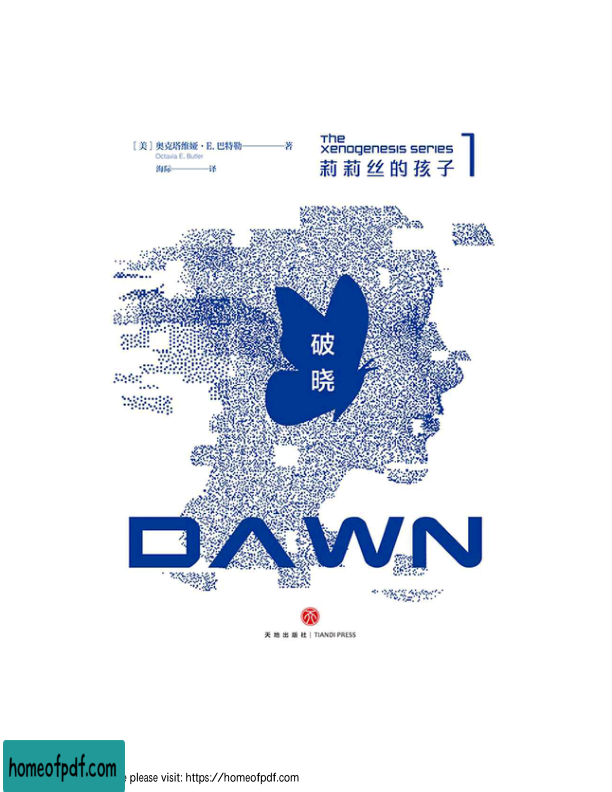 [美]奥克塔维娅·E.巴特勒————著
Octavia E. Butler
海际————译
The
xenogenesis series
莉莉丝的孩子
1
破
晓
DAWN
天地出版社 | TIANDI PRESS
homeofpdf.com
please visit: https://homeofpdf.com